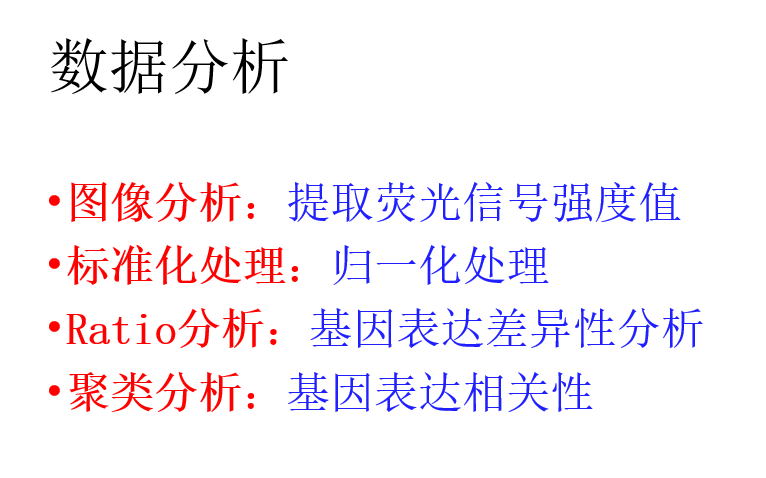 数据分析
•图像分析：提取荧光信号强度值
•标准化处理：归一化处理
•Ratio分析：基因表达差异性分析
•聚类分析：基因表达相关性